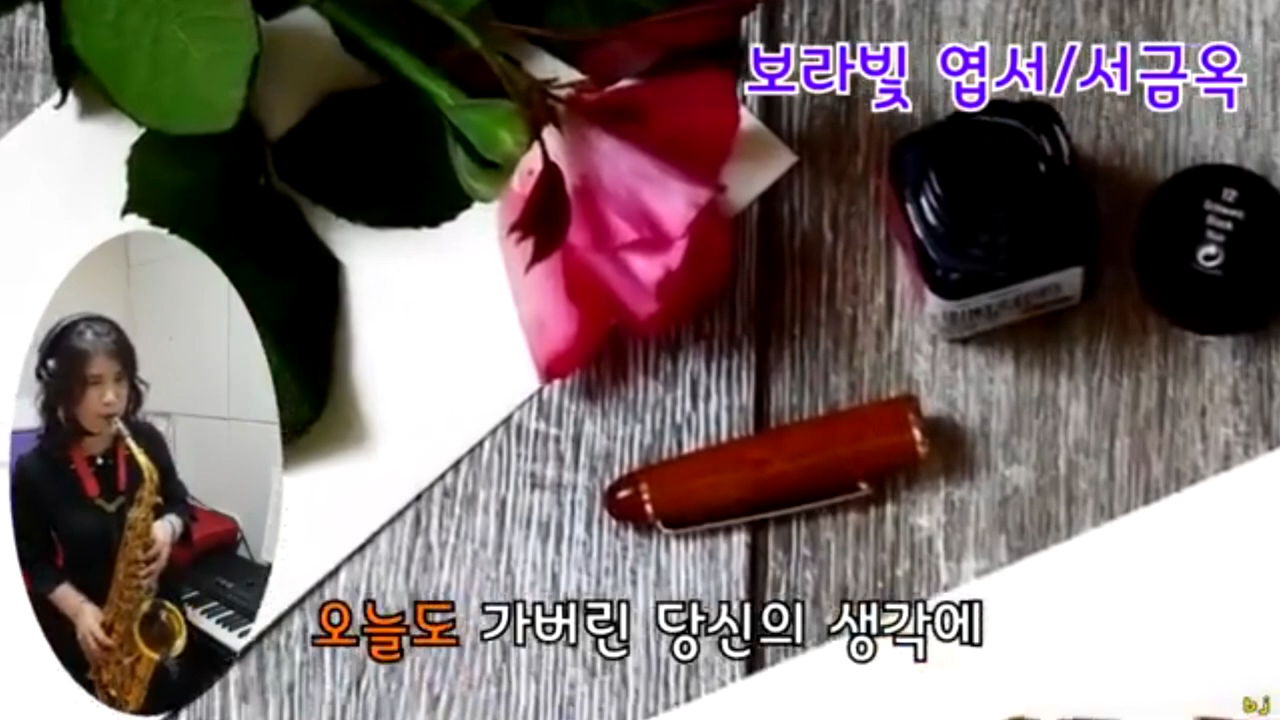 보라빛 엽서/서금옥
오늘도 가버린 당신의 생각에
bj